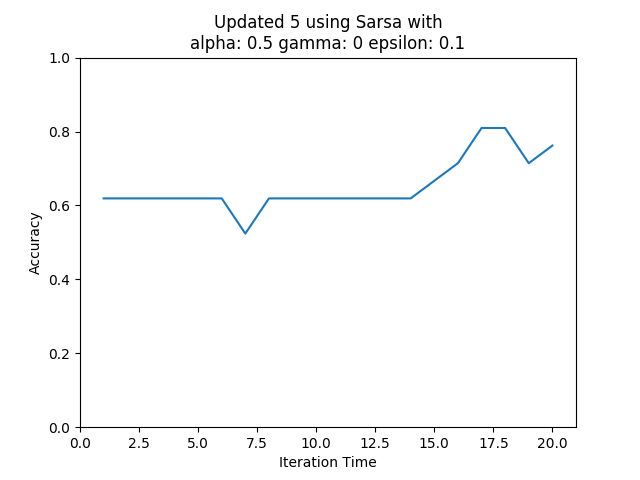 Updated 5 using Sarsa with
alpha: 0.5 gamma: 0 epsilon: 0.1
1.0
0.8
0.6
0.4
0.2
0.0
Accuracy
0.0 2.5 5.0 7.5 10.0 12.5 15.0 17.5 20.0
Iteration Time